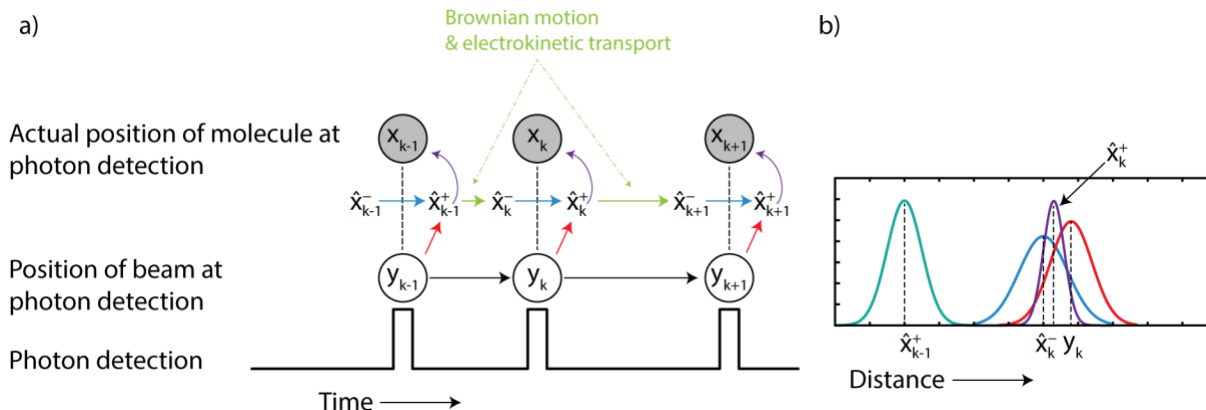 a)
Brownian motion
& electrokinetic transport
b)
Actual position of molecule at
photon detection
x_{k-1} x_k x_{k+1}
x̂⁻_{k-1} x̂⁺_{k-1} x̂⁻_k x̂⁺_k x̂⁻_{k+1} x̂⁺_{k+1}
x̂⁺_k
Position of beam at
photon detection
y_{k-1} y_k y_{k+1}
x̂⁺_{k-1} x̂⁻_k y_k
Photon detection
Distance
Time